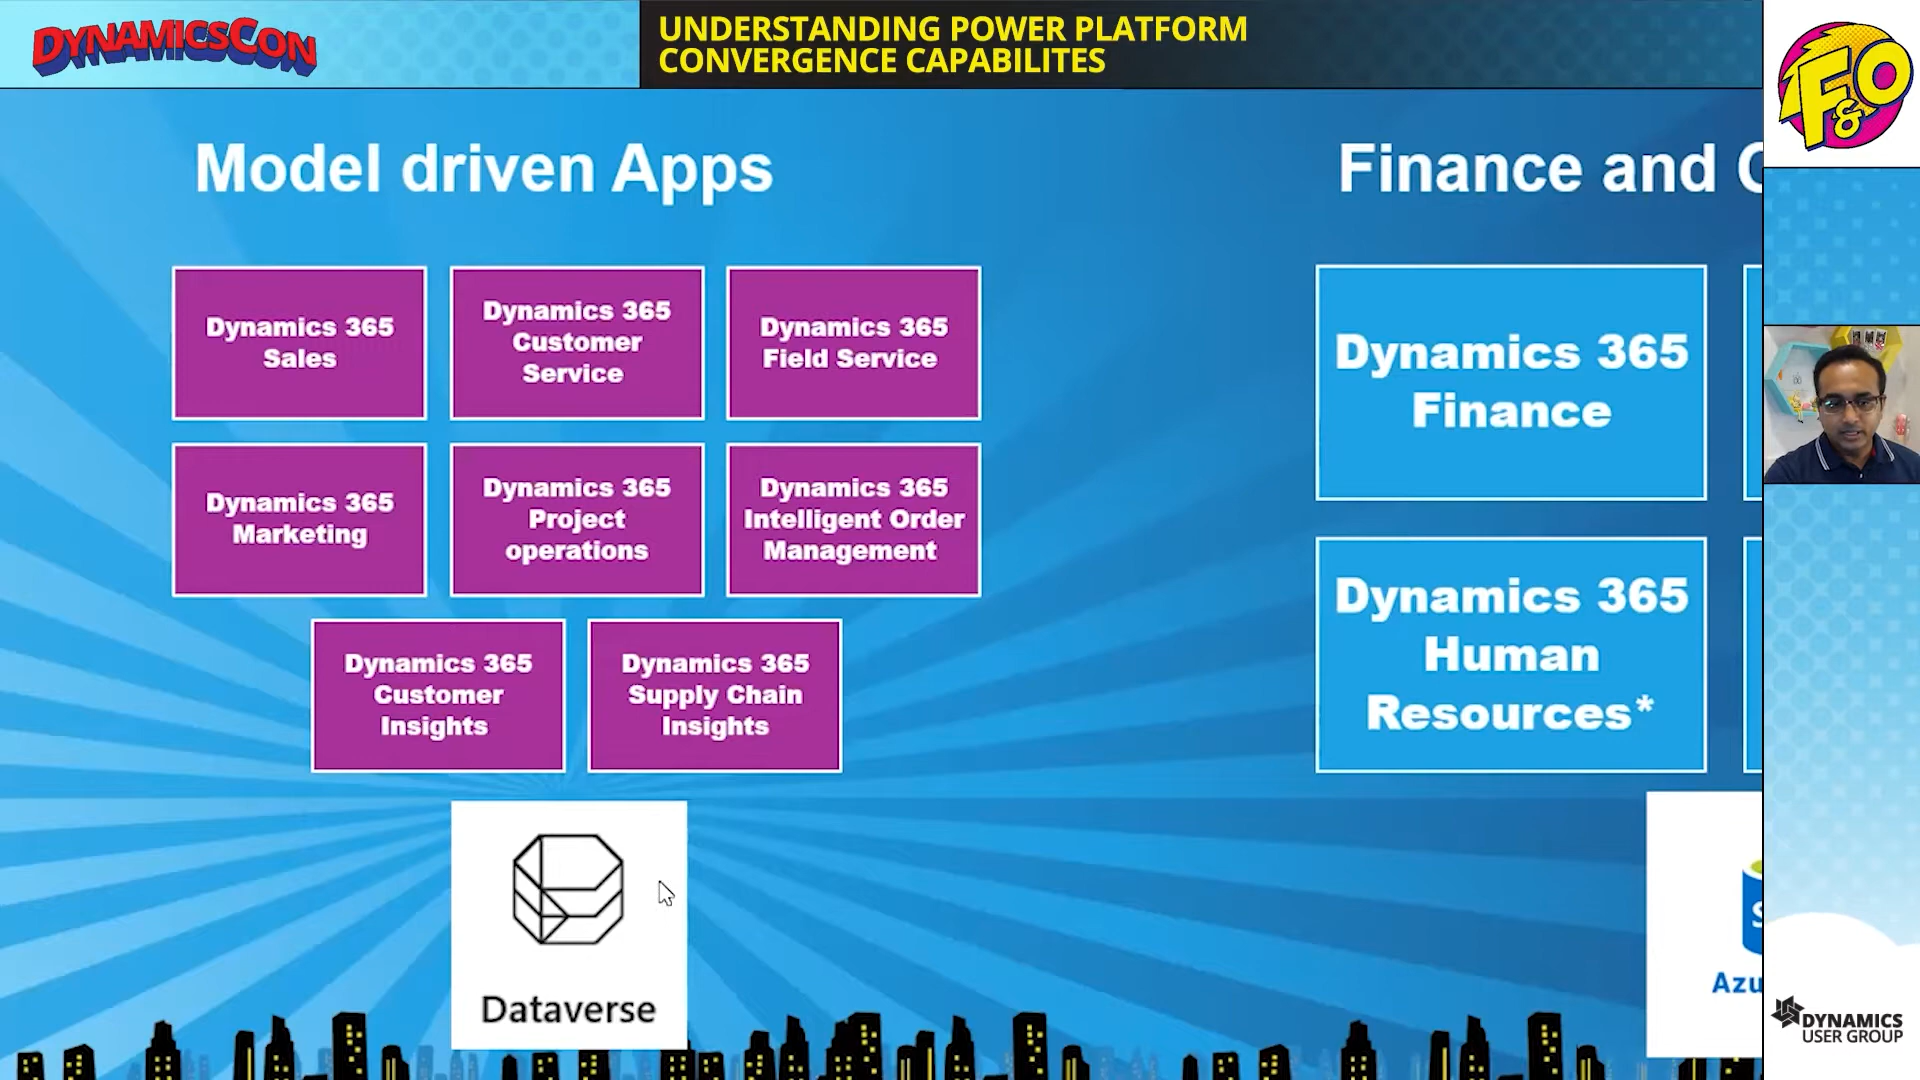 DYNAMICSCON
UNDERSTANDING POWER PLATFORM
CONVERGENCE CAPABILITES
F&O
Model driven Apps
Finance and
Dynamics 365
Sales
Dynamics 365
Customer
Service
Dynamics 365
Field Service
Dynamics 365
Finance
Dynamics 365
Marketing
Dynamics 365
Project
operations
Dynamics 365
Intelligent Order
Management
Dynamics 365
Human
Resources*
Dynamics 365
Customer
Insights
Dynamics 365
Supply Chain
Insights
Dataverse
Azu
DYNAMICS
USER GROUP